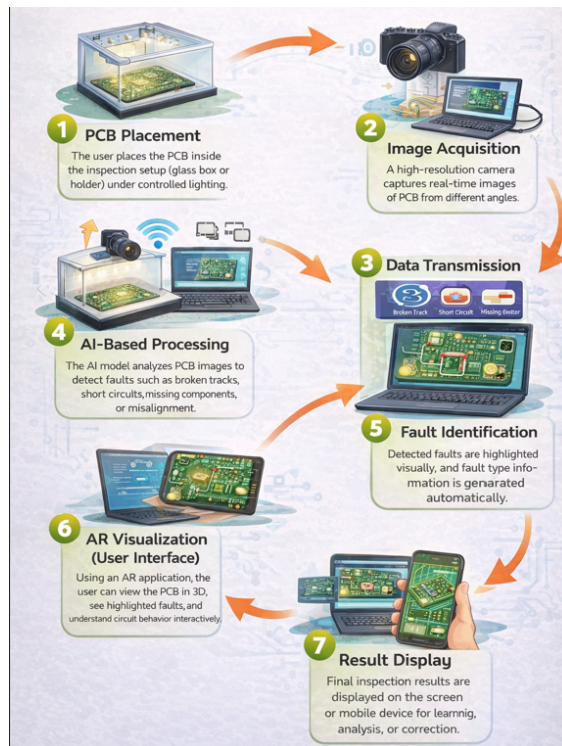 1
PCB Placement
The user places the PCB inside
the inspection setup (glass box or
holder) under controlled lighting.
2
Image Acquisition
A high-resolution camera
captures real-time images
of PCB from different angles.
3
Data Transmission
Broken Track
Short Circuit
4
AI-Based Processing
The AI model analyzes PCB images to
detect faults such as broken tracks,
short circuits, missing components,
or misalignment.
5
Fault Identification
Detected faults are highlighted
visually, and fault type info-
mation is genarated
automatically.
6
AR Visualization
(User Interface)
Using an AR application, the
user can view the PCB in 3D,
see highlighted faults, and
understand circuit behavior interactively.
7
Result Display
Final inspection results are
displayed on the screen
or mobile device for learnnig,
analysis, or correction.